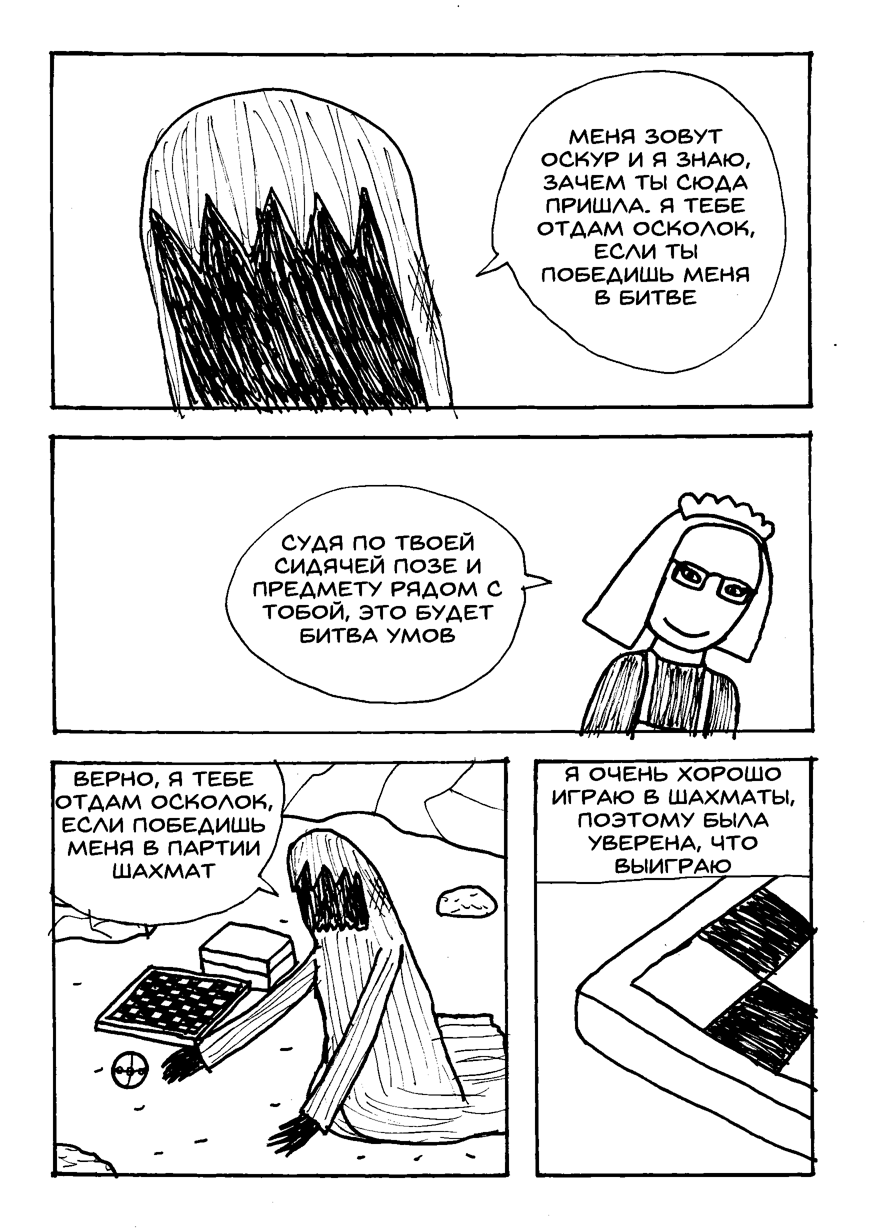 МЕНЯ ЗОВУТ
ОСКУР И Я ЗНАЮ,
ЗАЧЕМ ТЫ СЮДА
ПРИШЛА. Я ТЕБЕ
ОТДАМ ОСКОЛОК,
ЕСЛИ ТЫ
ПОБЕДИШЬ МЕНЯ
В БИТВЕ
СУДЯ ПО ТВОЕЙ
СИДЯЧЕЙ ПОЗЕ И
ПРЕДМЕТУ РЯДОМ С
ТОБОЙ, ЭТО БУДЕТ
БИТВА УМОВ
ВЕРНО, Я ТЕБЕ
ОТДАМ ОСКОЛОК,
ЕСЛИ ПОБЕДИШЬ
МЕНЯ В ПАРТИИ
ШАХМАТ
Я ОЧЕНЬ ХОРОШО
ИГРАЮ В ШАХМАТЫ,
ПОЭТОМУ БЫЛА
УВЕРЕНА, ЧТО
ВЫИГРАЮ